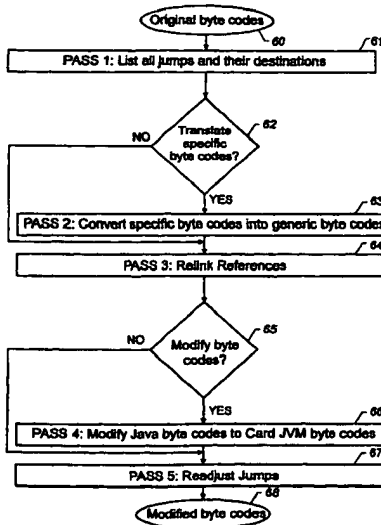 Original byte codes
60
61
PASS 1: List all jumps and their destinations
62
NO
Translate
specific
byte codes?
YES
63
PASS 2: Convert specific byte codes into generic byte codes
64
PASS 3: Relink References
65
NO
Modify byte
codes?
YES
66
PASS 4: Modify Java byte codes to Card JVM byte codes
67
PASS 5: Readjust Jumps
68
Modified byte codes